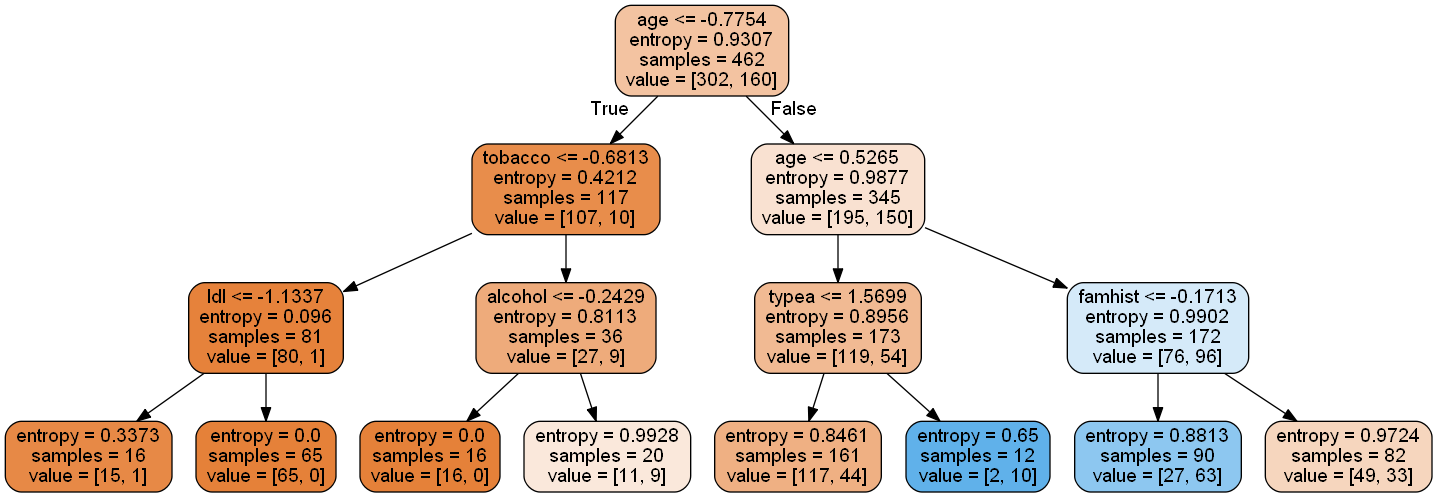 age <= -0.7754
entropy = 0.9307
samples = 462
value = [302, 160]
True
False
tobacco <= -0.6813
entropy = 0.4212
samples = 117
value = [107, 10]
age <= 0.5265
entropy = 0.9877
samples = 345
value = [195, 150]
ldl <= -1.1337
entropy = 0.096
samples = 81
value = [80, 1]
alcohol <= -0.2429
entropy = 0.8113
samples = 36
value = [27, 9]
typea <= 1.5699
entropy = 0.8956
samples = 173
value = [119, 54]
famhist <= -0.1713
entropy = 0.9902
samples = 172
value = [76, 96]
entropy = 0.3373
samples = 16
value = [15, 1]
entropy = 0.0
samples = 65
value = [65, 0]
entropy = 0.0
samples = 16
value = [16, 0]
entropy = 0.9928
samples = 20
value = [11, 9]
entropy = 0.8461
samples = 161
value = [117, 44]
entropy = 0.65
samples = 12
value = [2, 10]
entropy = 0.8813
samples = 90
value = [27, 63]
entropy = 0.9724
samples = 82
value = [49, 33]